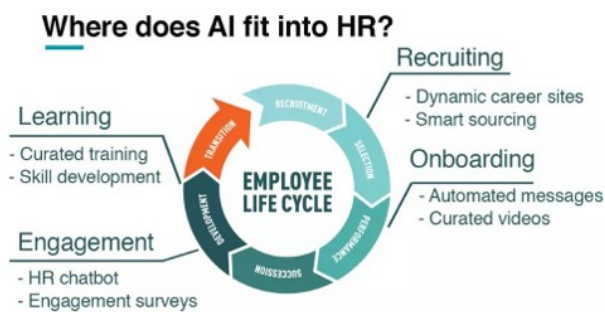 Where does AI fit into HR?
Recruiting
- Dynamic career sites
- Smart sourcing
Learning
- Curated training
- Skill development
Onboarding
- Automated messages
- Curated videos
Engagement
- HR chatbot
- Engagement surveys
EMPLOYEE
LIFE CYCLE
RECRUITMENT
SELECTION
PERFORMANCE
SUCCESSION
DEVELOPMENT
TRANSITION